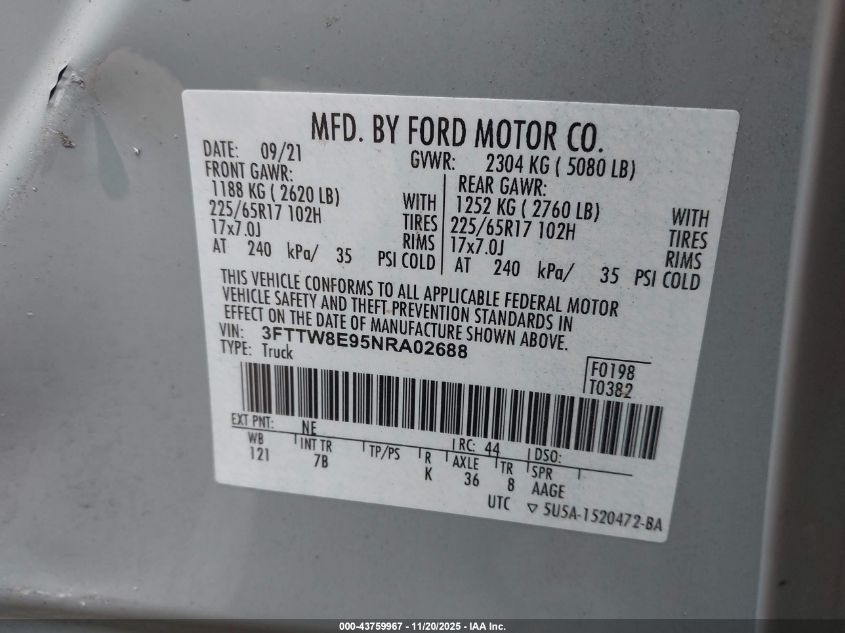 MFD. BY FORD MOTOR CO.
DATE: 09/21 GVWR: 2304 KG ( 5080 LB)
FRONT GAWR: REAR GAWR:
1188 KG ( 2620 LB) WITH 1252 KG ( 2760 LB) WITH
225/65R17 102H TIRES 225/65R17 102H TIRES
17x7.0J RIMS 17x7.0J RIMS
AT 240 kPa/ 35 PSI COLD AT 240 kPa/ 35 PSI COLD
THIS VEHICLE CONFORMS TO ALL APPLICABLE FEDERAL MOTOR
VEHICLE SAFETY AND THEFT PREVENTION STANDARDS IN
EFFECT ON THE DATE OF MANUFACTURE SHOWN ABOVE.
VIN: 3FTTW8E95NRA02688
TYPE: Truck
F0198
T0382
EXT PNT: NE RC: 44 DSO:
WB INT TR TP/PS R AXLE TR SPR
121 7B K 36 8 AAGE
UTC ▽ 5U5A-1520472-BA
000-43759967 - 11/20/2025 - IAA Inc.